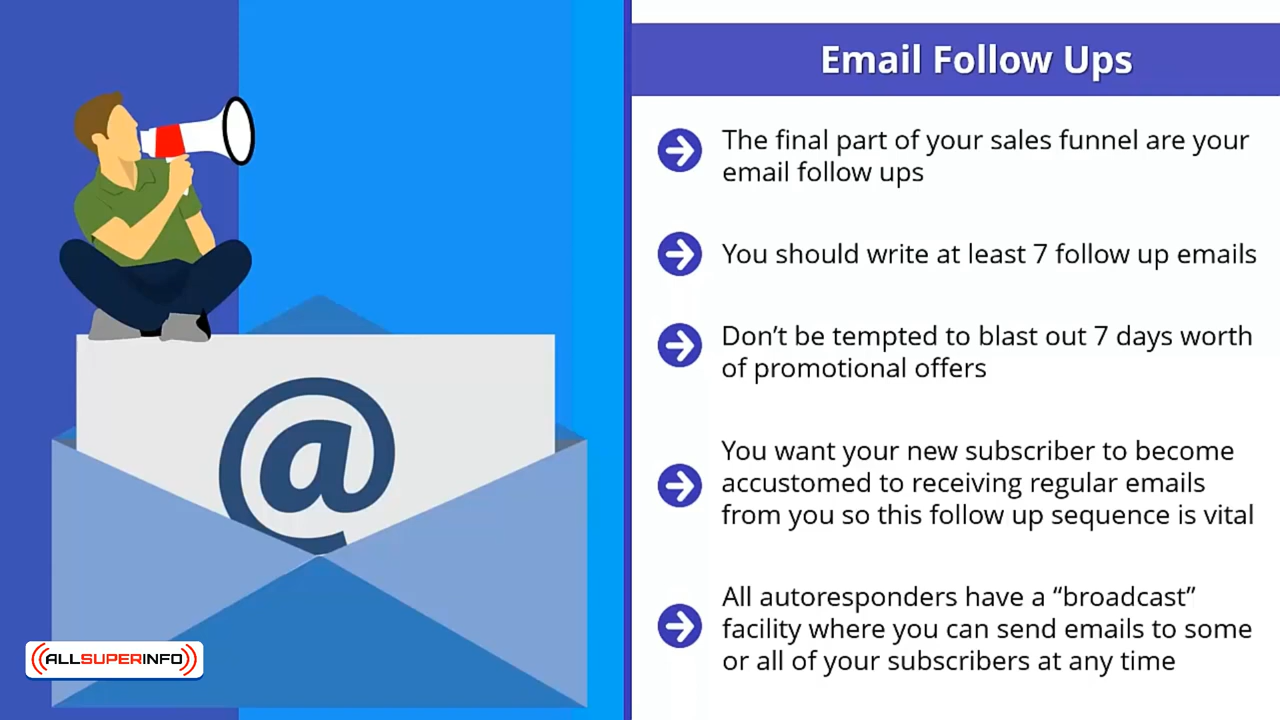 Email Follow Ups
The final part of your sales funnel are your
email follow ups
You should write at least 7 follow up emails
Don’t be tempted to blast out 7 days worth
of promotional offers
You want your new subscriber to become
accustomed to receiving regular emails
from you so this follow up sequence is vital
All autoresponders have a “broadcast”
facility where you can send emails to some
or all of your subscribers at any time
@
ALLSUPERINFO